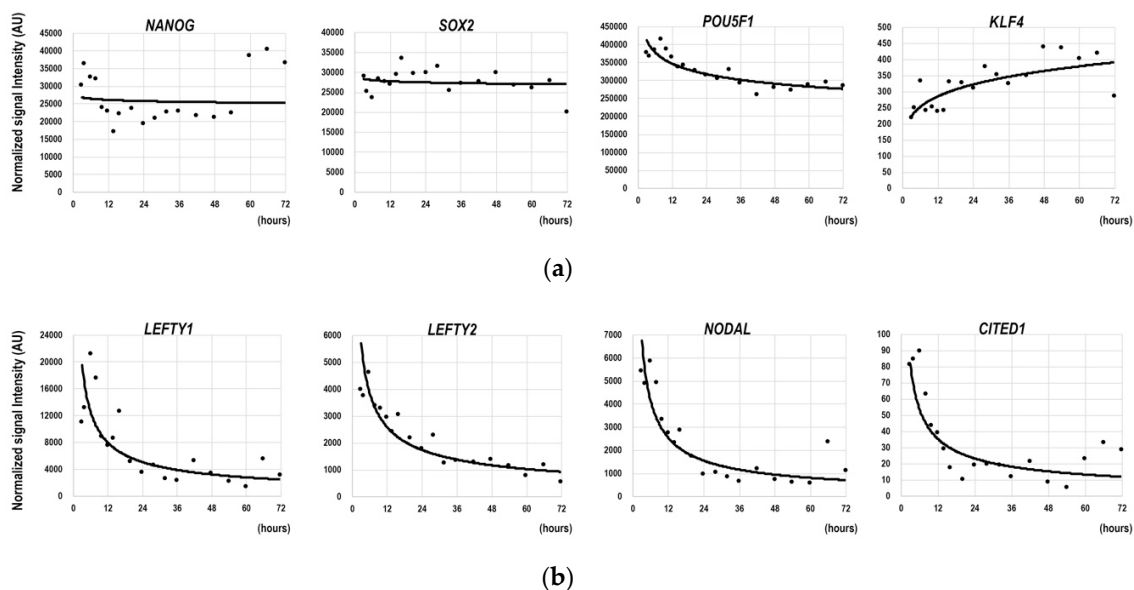 NANOG SOX2 POU5F1 KLF4
Normalized signal Intensity (AU)
45000 40000 35000 30000 25000 20000 15000 10000 5000 0
0 12 24 36 48 60 72
(hours)
40000 35000 30000 25000 20000 15000 10000 5000 0
0 12 24 36 48 60 72
(hours)
450000 400000 350000 300000 250000 200000 150000 100000 50000 0
0 12 24 36 48 60 72
(hours)
500 450 400 350 300 250 200 150 100 50 0
0 12 24 36 48 60 72
(hours)
(a)
LEFTY1 LEFTY2 NODAL CITED1
Normalized signal Intensity (AU)
24000 20000 16000 12000 8000 4000 0
0 12 24 36 48 60 72
(hours)
6000 5000 4000 3000 2000 1000 0
0 12 24 36 48 60 72
(hours)
7000 6000 5000 4000 3000 2000 1000 0
0 12 24 36 48 60 72
(hours)
100 90 80 70 60 50 40 30 20 10 0
0 12 24 36 48 60 72
(hours)
(b)